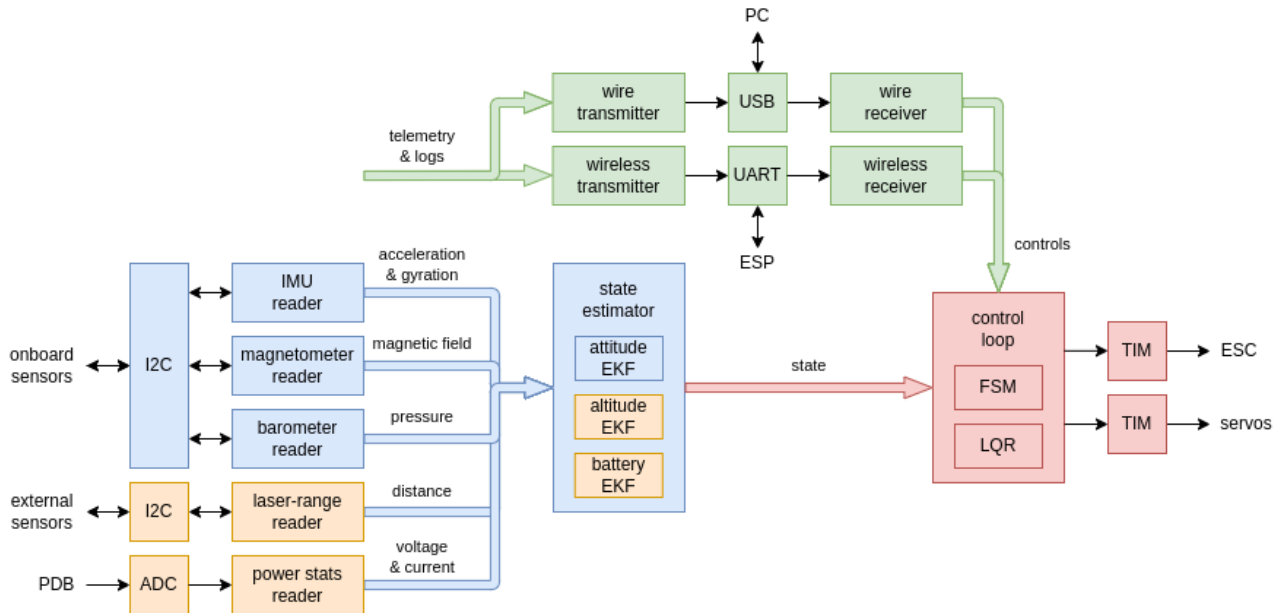 PC
wire
transmitter
USB
wire
receiver
telemetry
& logs
wireless
transmitter
UART
wireless
receiver
ESP
controls
acceleration
& gyration
IMU
reader
state
estimator
control
loop
onboard
sensors
I2C
magnetometer
reader
magnetic field
attitude
EKF
state
FSM
TIM
ESC
barometer
reader
pressure
altitude
EKF
LQR
TIM
servos
battery
EKF
external
sensors
I2C
laser-range
reader
distance
PDB
ADC
power stats
reader
voltage
& current